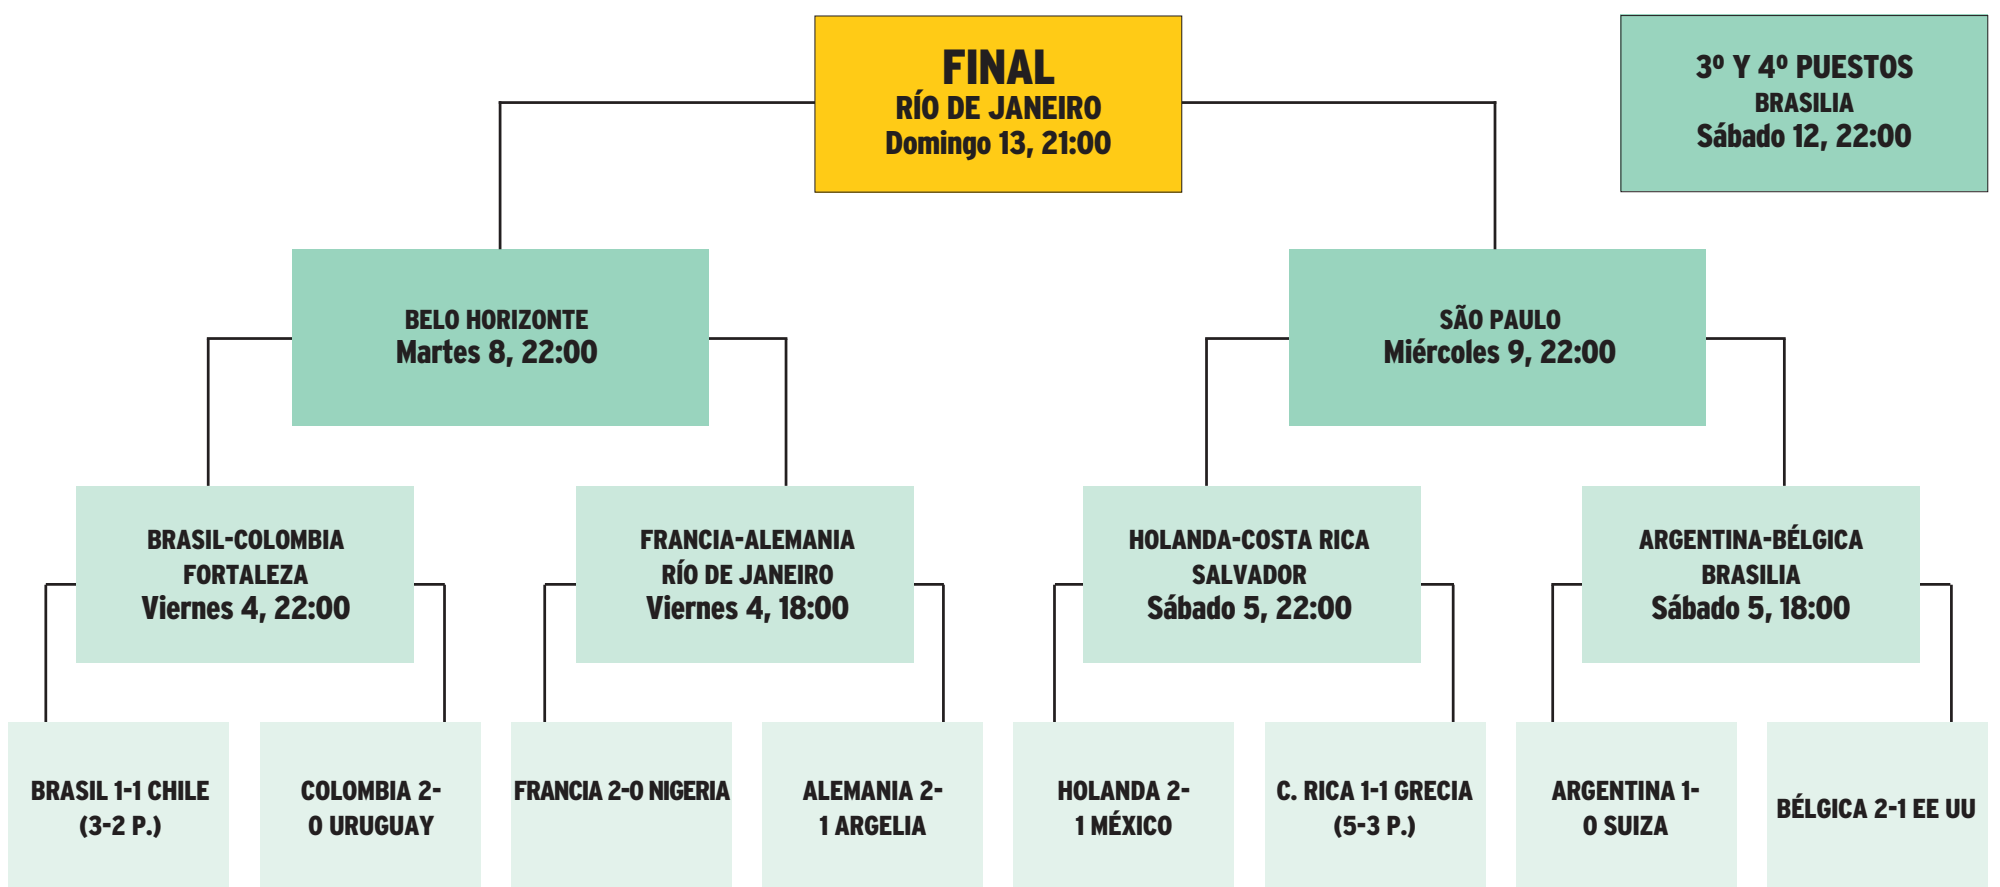 FINAL
RÍO DE JANEIRO
Domingo 13, 21:00
3º Y 4º PUESTOS
BRASILIA
Sábado 12, 22:00
BELO HORIZONTE
Martes 8, 22:00
SÃO PAULO
Miércoles 9, 22:00
BRASIL-COLOMBIA
FORTALEZA
Viernes 4, 22:00
FRANCIA-ALEMANIA
RÍO DE JANEIRO
Viernes 4, 18:00
HOLANDA-COSTA RICA
SALVADOR
Sábado 5, 22:00
ARGENTINA-BÉLGICA
BRASILIA
Sábado 5, 18:00
BRASIL 1-1 CHILE
(3-2 P.)
COLOMBIA 2-
0 URUGUAY
FRANCIA 2-0 NIGERIA
ALEMANIA 2-
1 ARGELIA
HOLANDA 2-
1 MÉXICO
C. RICA 1-1 GRECIA
(5-3 P.)
ARGENTINA 1-
0 SUIZA
BÉLGICA 2-1 EE UU